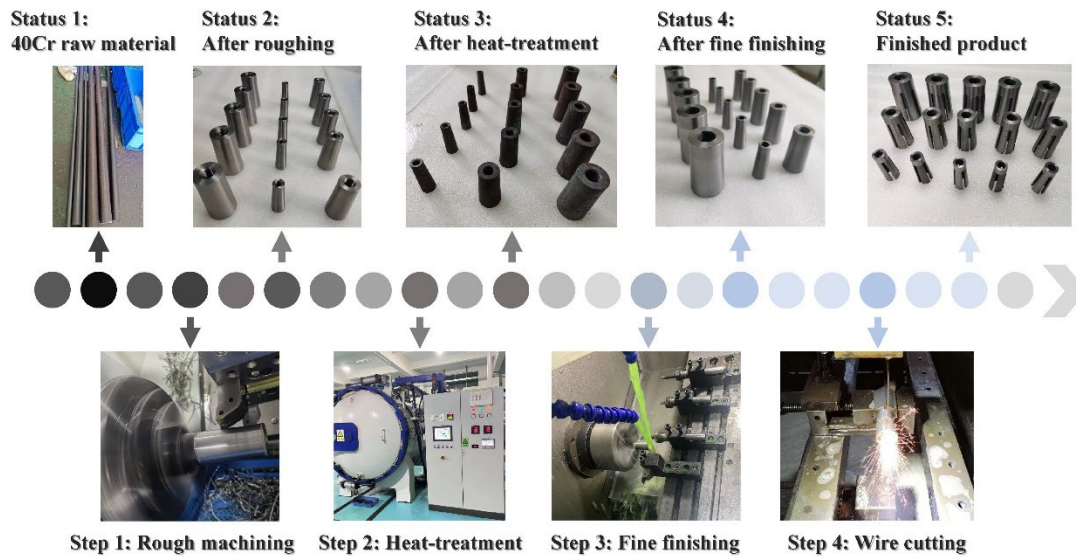 Status 1:
40Cr raw material
Status 2:
After roughing
Status 3:
After heat-treatment
Status 4:
After fine finishing
Status 5:
Finished product
Step 1: Rough machining
Step 2: Heat-treatment
Step 3: Fine finishing
Step 4: Wire cutting